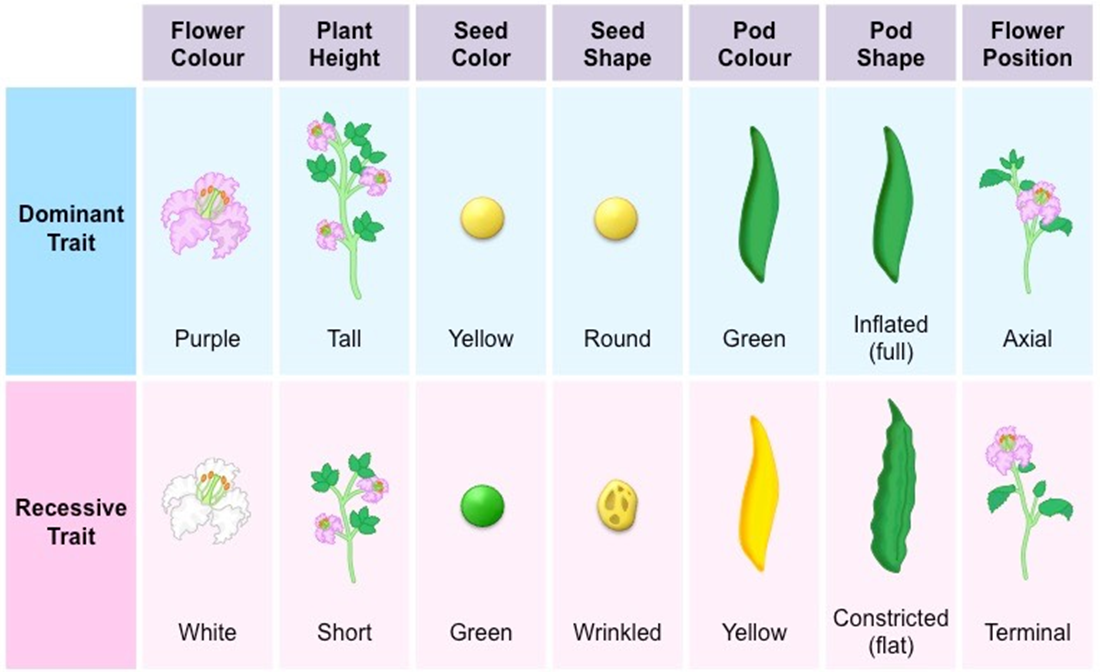 Flower
Colour
Plant
Height
Seed
Color
Seed
Shape
Pod
Colour
Pod
Shape
Flower
Position
Dominant
Trait
Purple
Tall
Yellow
Round
Green
Inflated
(full)
Axial
Recessive
Trait
White
Short
Green
Wrinkled
Yellow
Constricted
(flat)
Terminal